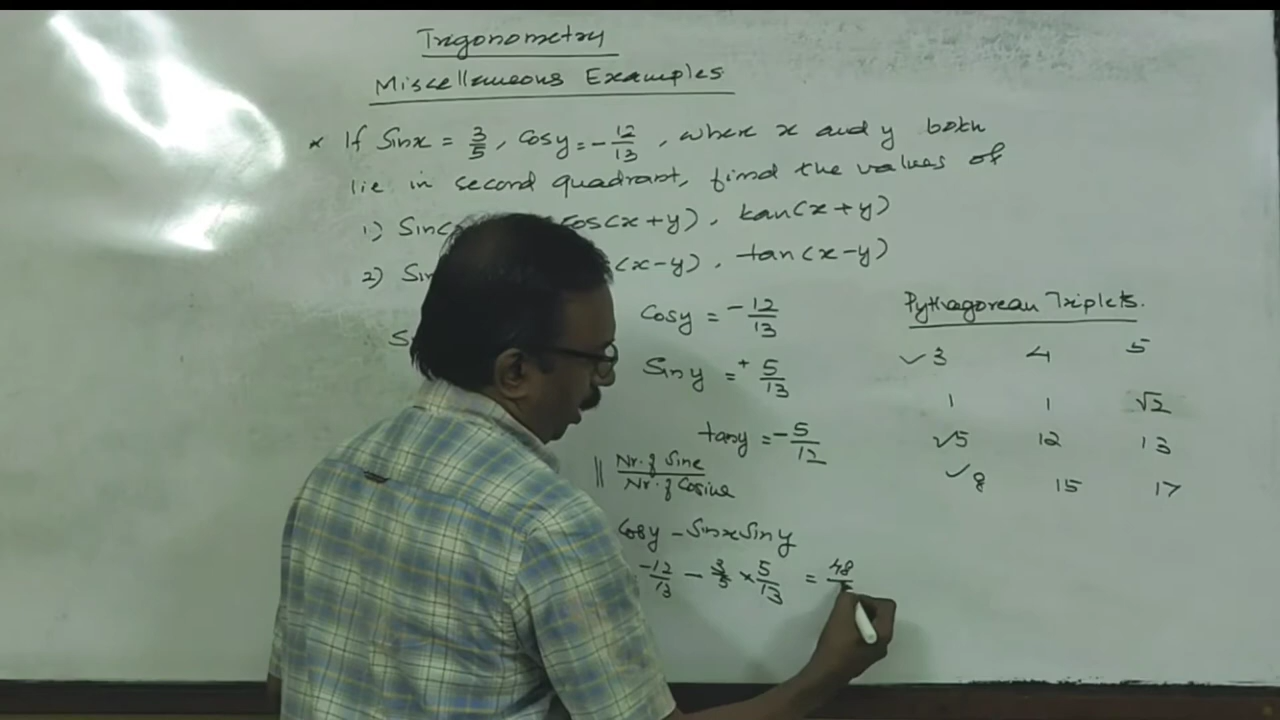 Trigonometry
Miscellaneous Examples
* If Sinx = 3/5, Cosy = -12/13, where x and y both
lie in second quadrant, find the values of
1) Sin( cos(x+y), tan(x+y)
2) Sin (x-y), tan(x-y)
Cosy = -12/13
Siny = + 5/13
tany = -5/12
|| Nr. of Sine / Nr. of Cosine
Cosy - Sinx Siny
-12/13 - 3/5 × 5/13 = 48
Pythagorean Triplets.
✓3 4 5
1 1 √2
✓5 12 13
✓8 15 17